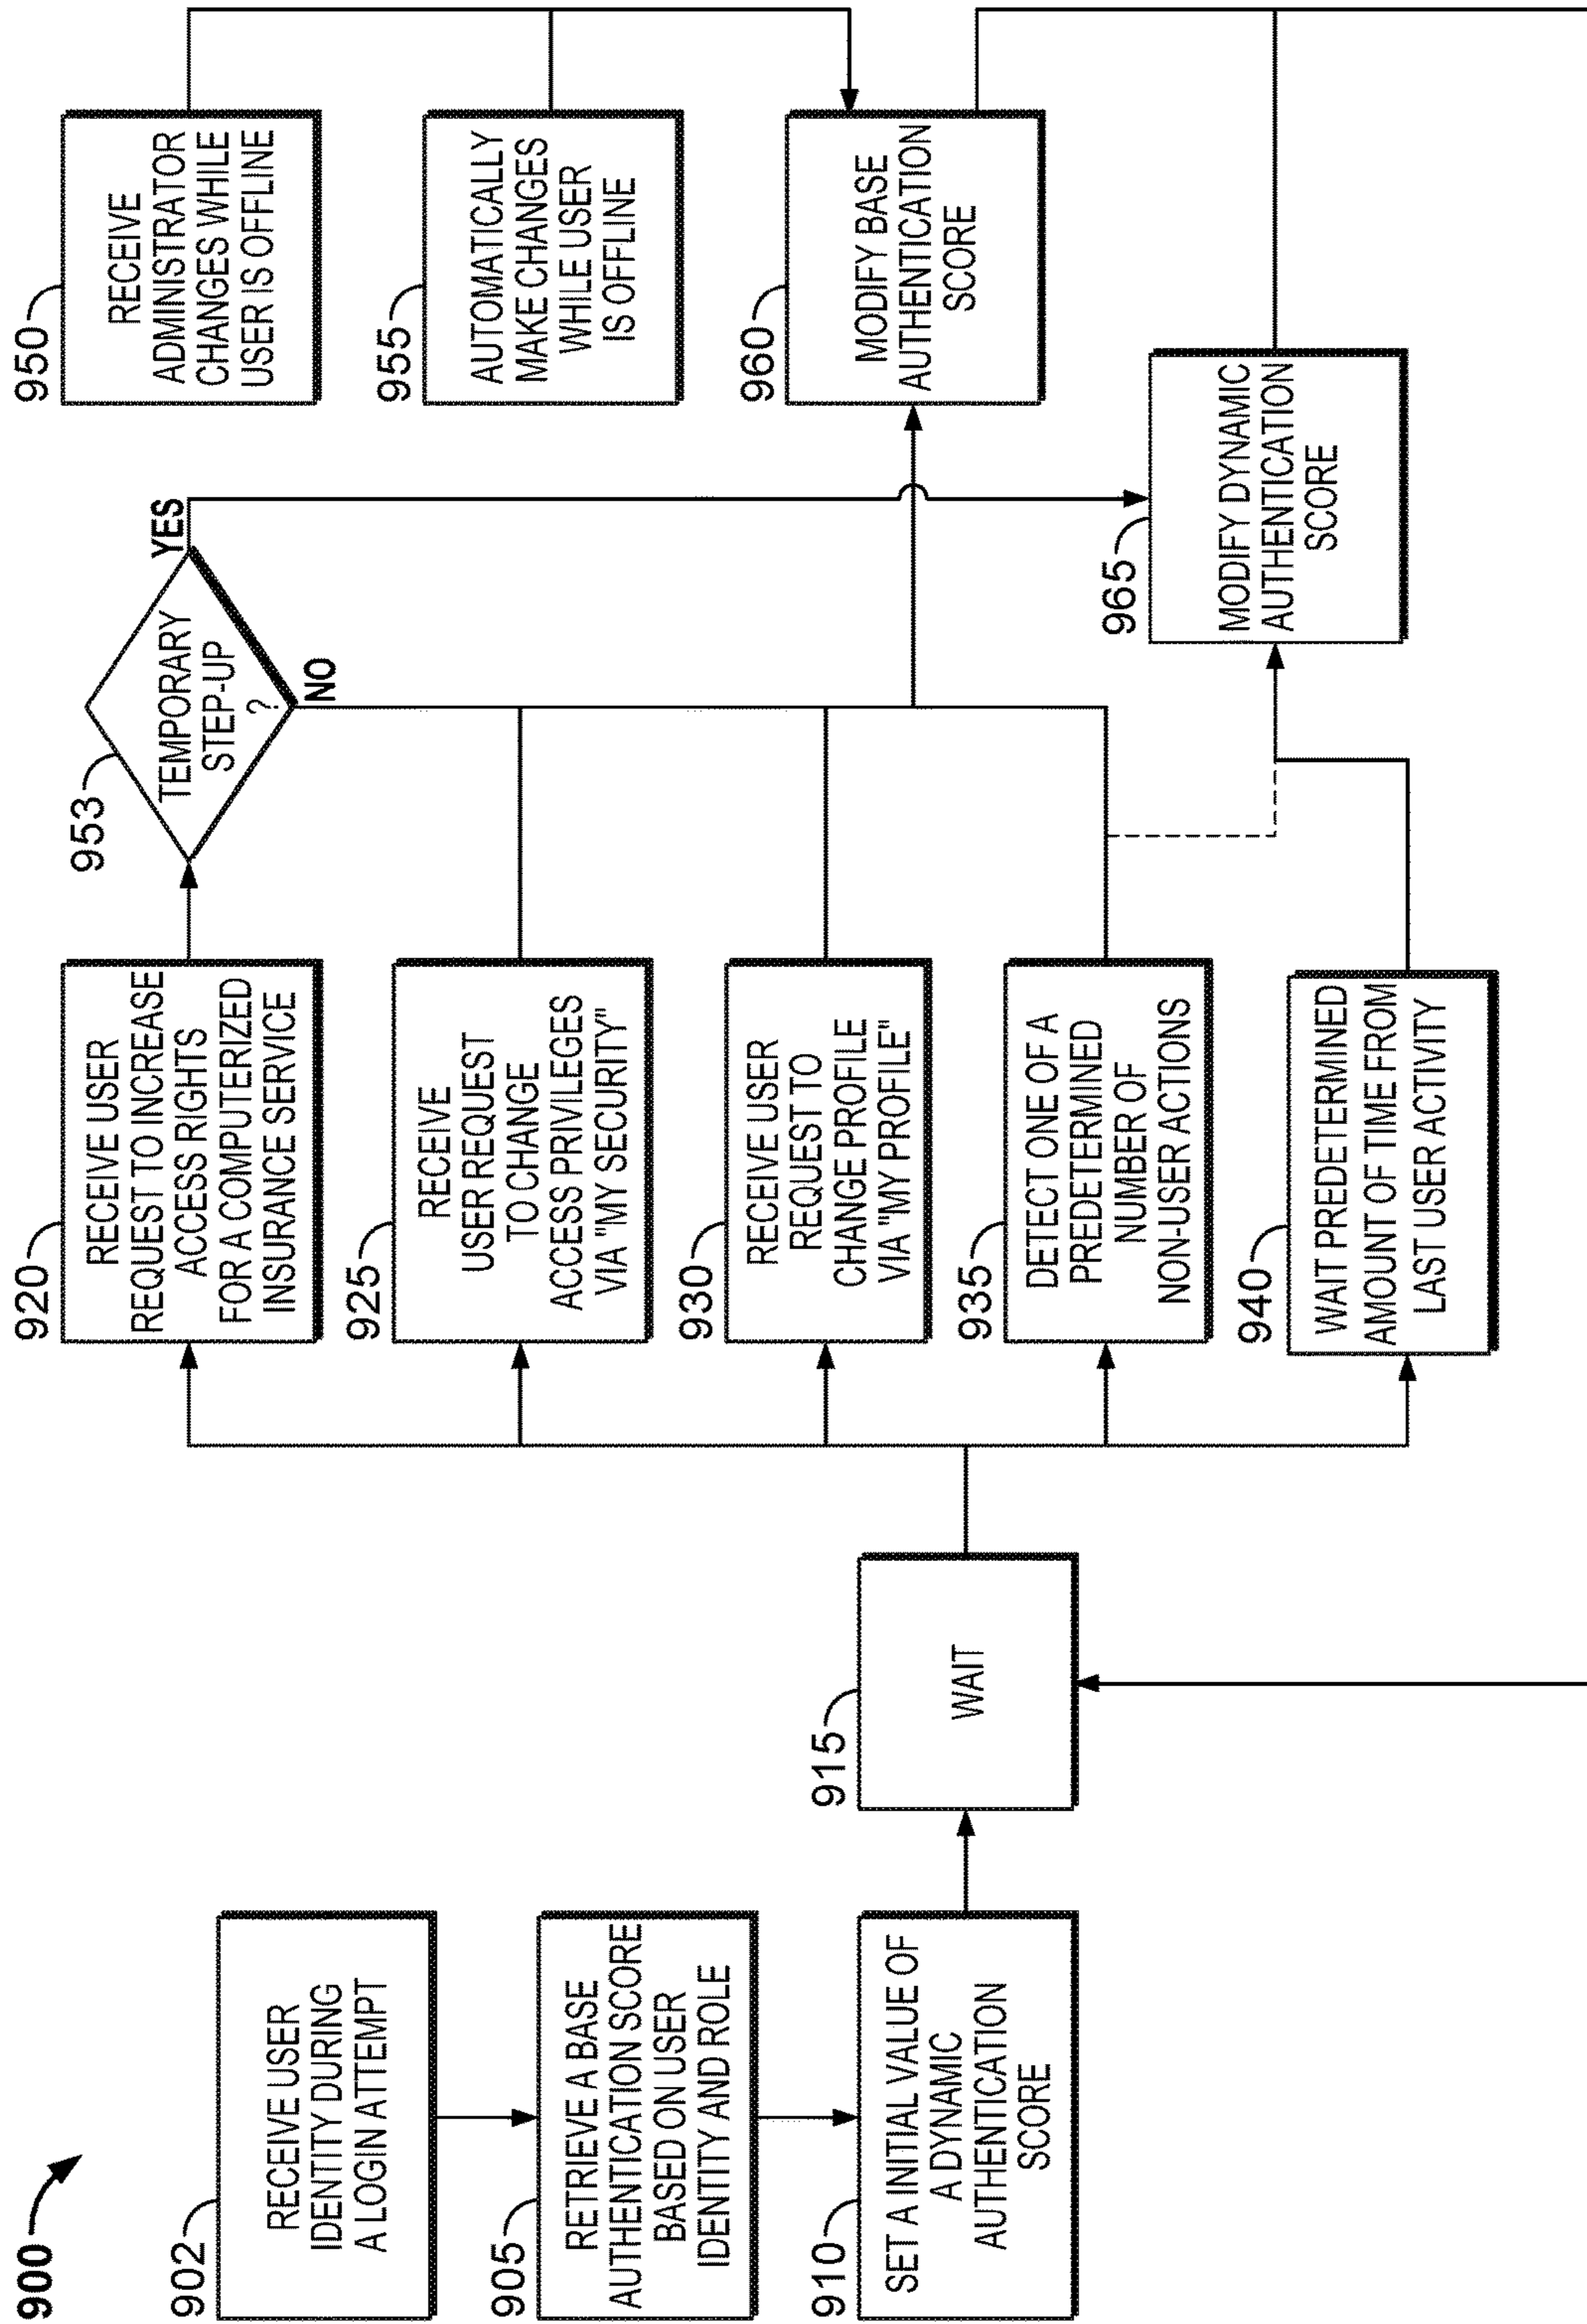 900
902
RECEIVE USER
IDENTITY DURING
A LOGIN ATTEMPT
905
RETRIEVE A BASE
AUTHENTICATION SCORE
BASED ON USER
IDENTITY AND ROLE
910
SET A INITIAL VALUE OF
A DYNAMIC
AUTHENTICATION
SCORE
915
WAIT
920
RECEIVE USER
REQUEST TO INCREASE
ACCESS RIGHTS
FOR A COMPUTERIZED
INSURANCE SERVICE
925
RECEIVE
USER REQUEST
TO CHANGE
ACCESS PRIVILEGES
VIA "MY SECURITY"
930
RECEIVE USER
REQUEST TO
CHANGE PROFILE
VIA "MY PROFILE"
935
DETECT ONE OF A
PREDETERMINED
NUMBER OF
NON-USER ACTIONS
940
WAIT PREDETERMINED
AMOUNT OF TIME FROM
LAST USER ACTIVITY
953
TEMPORARY
STEP-UP
?
YES
NO
950
RECEIVE
ADMINISTRATOR
CHANGES WHILE
USER IS OFFLINE
955
AUTOMATICALLY
MAKE CHANGES
WHILE USER
IS OFFLINE
960
MODIFY BASE
AUTHENTICATION
SCORE
965
MODIFY DYNAMIC
AUTHENTICATION
SCORE